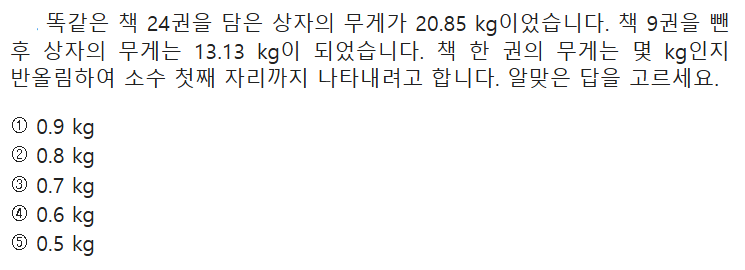 . 똑같은 책 24권을 담은 상자의 무게가 20.85 kg이었습니다. 책 9권을 뺀
후 상자의 무게는 13.13 kg이 되었습니다. 책 한 권의 무게는 몇 kg인지
반올림하여 소수 첫째 자리까지 나타내려고 합니다. 알맞은 답을 고르세요.
① 0.9 kg
② 0.8 kg
③ 0.7 kg
④ 0.6 kg
⑤ 0.5 kg